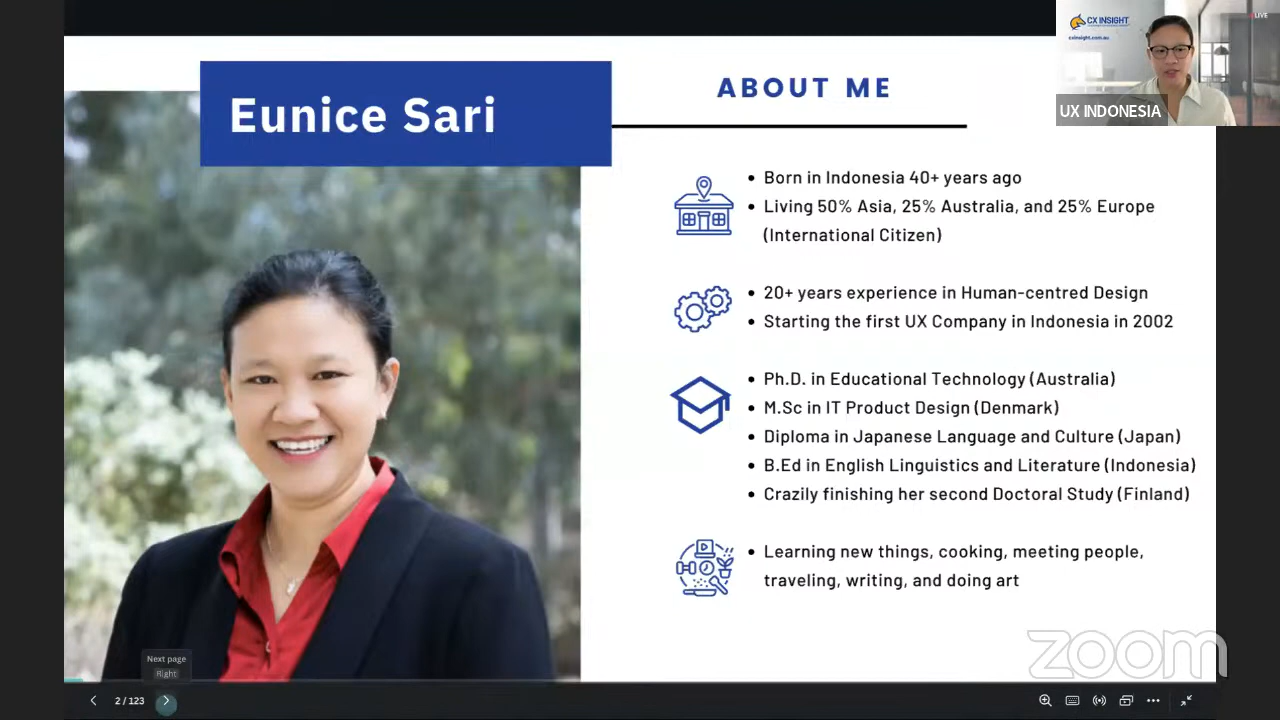 CX INSIGHT
cxinsight.com.au
LIVE
UX INDONESIA
Eunice Sari
ABOUT ME
• Born in Indonesia 40+ years ago
• Living 50% Asia, 25% Australia, and 25% Europe
(International Citizen)
• 20+ years experience in Human-centred Design
• Starting the first UX Company in Indonesia in 2002
• Ph.D. in Educational Technology (Australia)
• M.Sc in IT Product Design (Denmark)
• Diploma in Japanese Language and Culture (Japan)
• B.Ed in English Linguistics and Literature (Indonesia)
• Crazily finishing her second Doctoral Study (Finland)
• Learning new things, cooking, meeting people,
traveling, writing, and doing art
zoom
Next page
Right
2 / 123